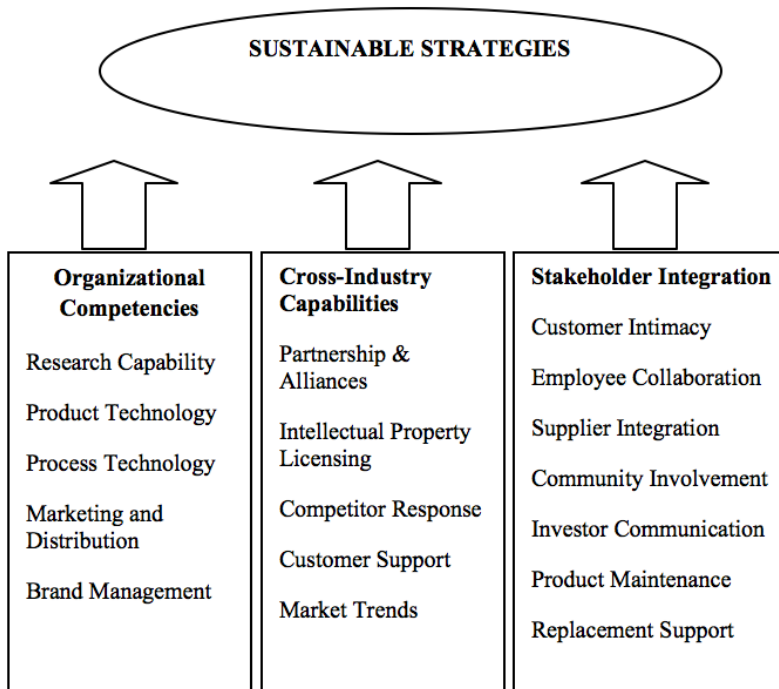 SUSTAINABLE STRATEGIES
Organizational
Competencies
Research Capability
Product Technology
Process Technology
Marketing and
Distribution
Brand Management
Cross-Industry
Capabilities
Partnership &
Alliances
Intellectual Property
Licensing
Competitor Response
Customer Support
Market Trends
Stakeholder Integration
Customer Intimacy
Employee Collaboration
Supplier Integration
Community Involvement
Investor Communication
Product Maintenance
Replacement Support